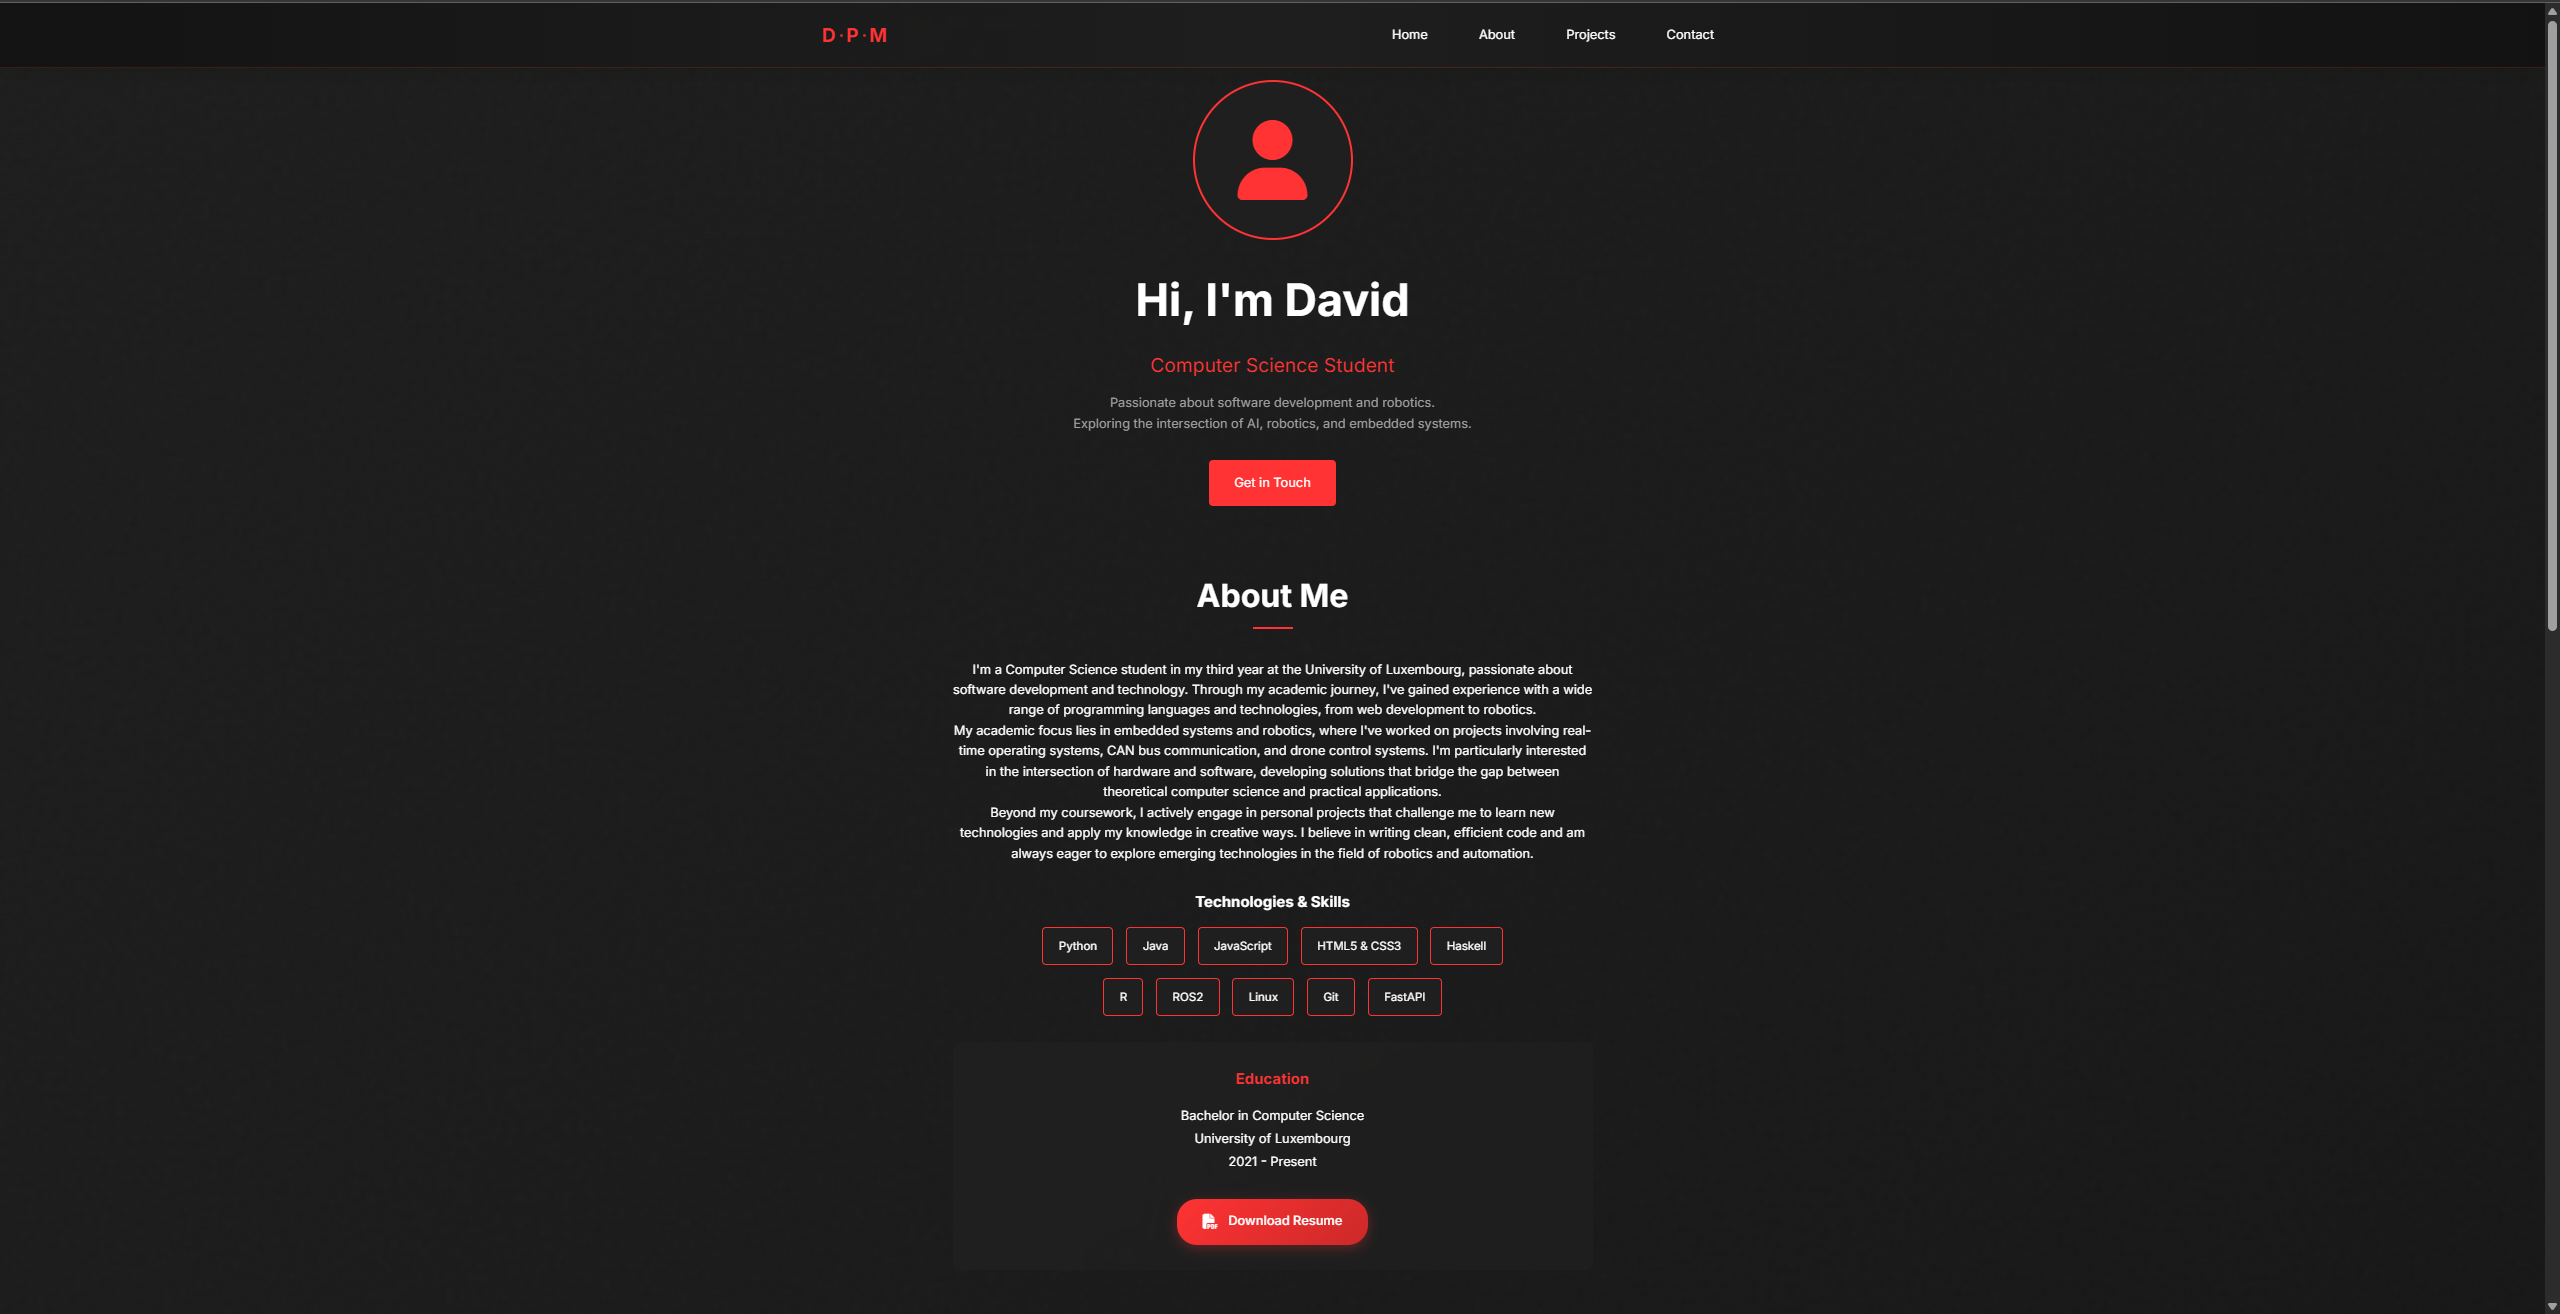 D·P·M
Home About Projects Contact
Hi, I'm David
Computer Science Student
Passionate about software development and robotics.
Exploring the intersection of AI, robotics, and embedded systems.
Get in Touch
About Me
I'm a Computer Science student in my third year at the University of Luxembourg, passionate about
software development and technology. Through my academic journey, I've gained experience with a wide
range of programming languages and technologies, from web development to robotics.
My academic focus lies in embedded systems and robotics, where I've worked on projects involving real-
time operating systems, CAN bus communication, and drone control systems. I'm particularly interested
in the intersection of hardware and software, developing solutions that bridge the gap between
theoretical computer science and practical applications.
Beyond my coursework, I actively engage in personal projects that challenge me to learn new
technologies and apply my knowledge in creative ways. I believe in writing clean, efficient code and am
always eager to explore emerging technologies in the field of robotics and automation.
Technologies & Skills
Python Java JavaScript HTML5 & CSS3 Haskell
R ROS2 Linux Git FastAPI
Education
Bachelor in Computer Science
University of Luxembourg
2021 - Present
PDF Download Resume